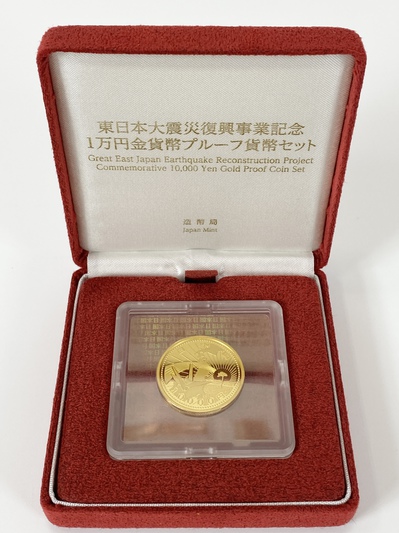 東日本大震災復興事業記念
1万円金貨幣プルーフ貨幣セット
Great East Japan Earthquake Reconstruction Project
Commemorative 10,000 Yen Gold Proof Coin Set
造幣局
Japan Mint